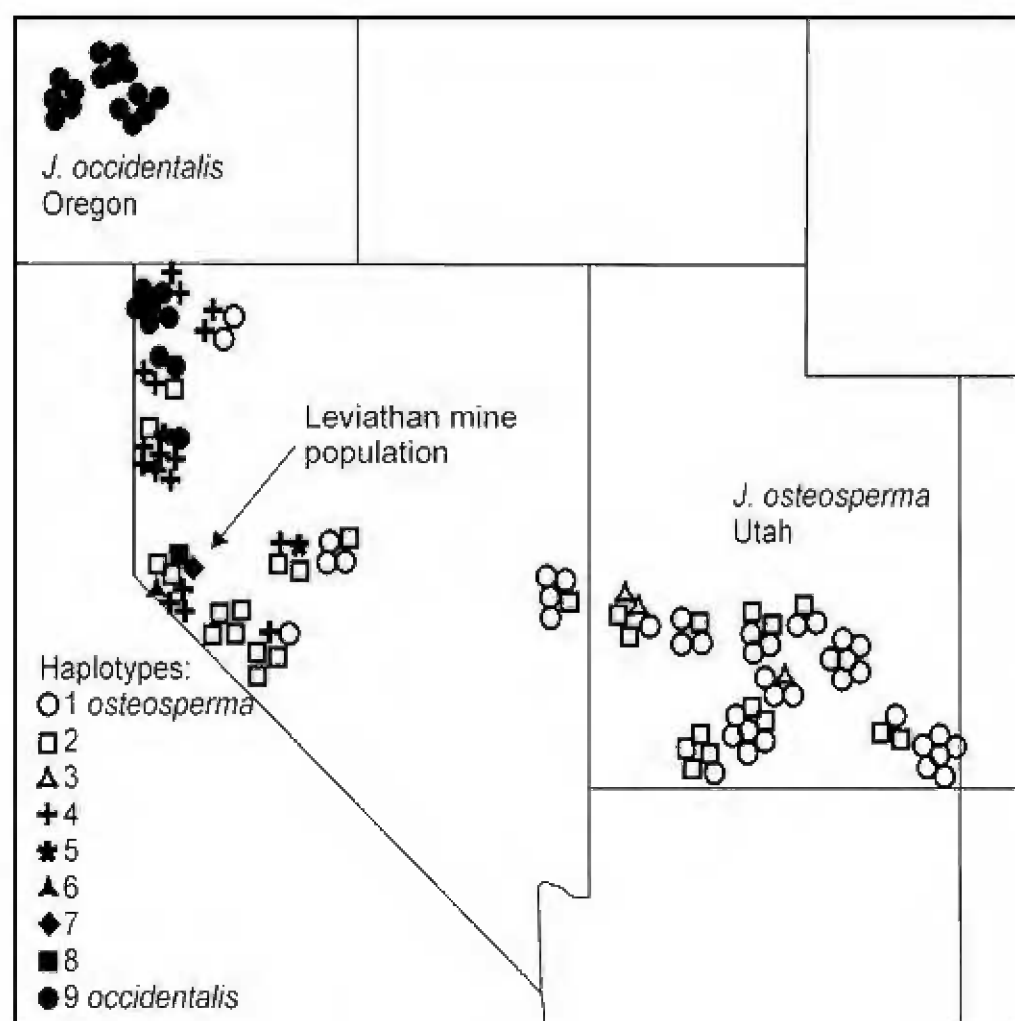 J. occidentalis
Oregon
Leviathan mine
population
J. osteosperma
Utah
Haplotypes:
1 osteosperma
2
3
4
5
6
7
8
9 occidentalis